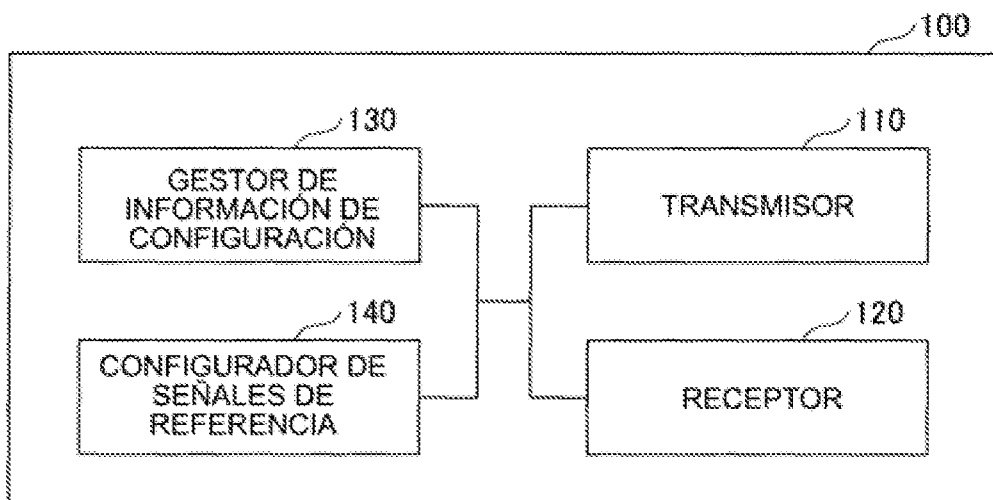 100
130
GESTOR DE
INFORMACIÓN DE
CONFIGURACIÓN
110
TRANSMISOR
140
CONFIGURADOR DE
SEÑALES DE
REFERENCIA
120
RECEPTOR